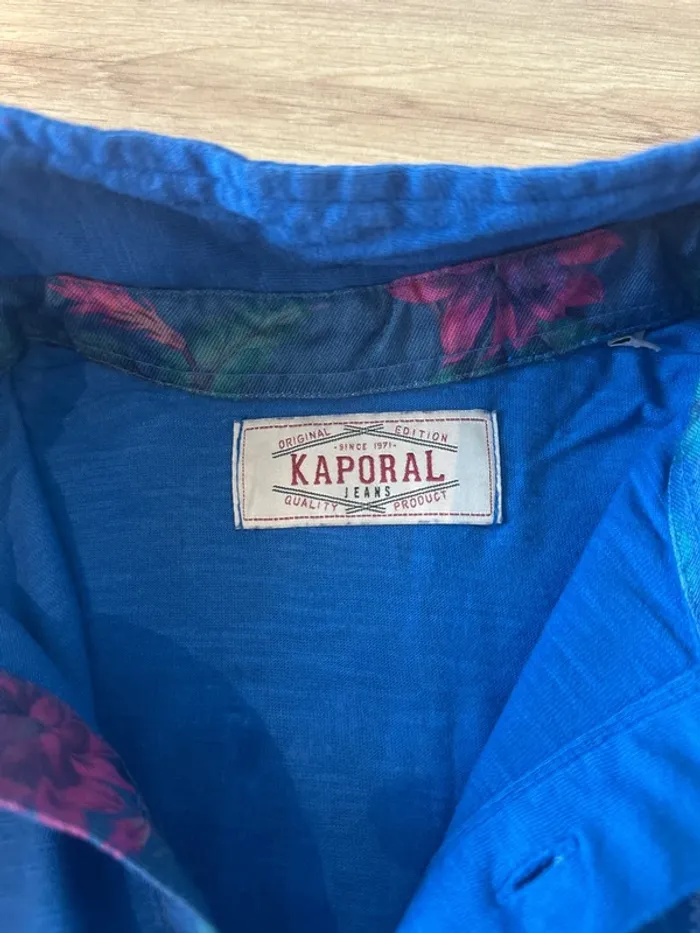 ORIGINAL EDITION
-SINCE 1971-
KAPORAL
JEANS
QUALITY PRODUCT